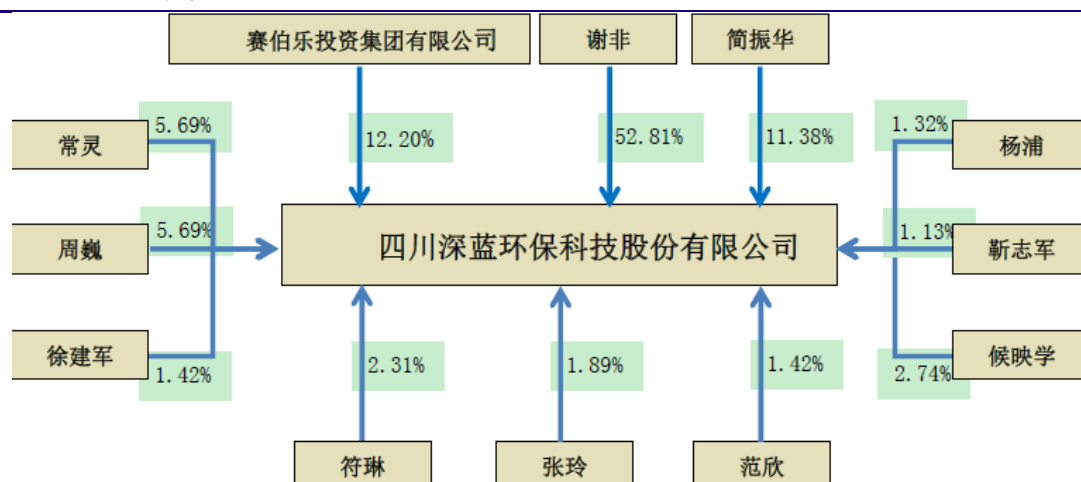 赛伯乐投资集团有限公司
谢非
简振华
常灵
5.69%
12.20%
52.81%
11.38%
1.32%
杨浦
周巍
5.69%
四川深蓝环保科技股份有限公司
1.13%
靳志军
徐建军
1.42%
2.31%
1.89%
1.42%
2.74%
候映学
符琳
张玲
范欣